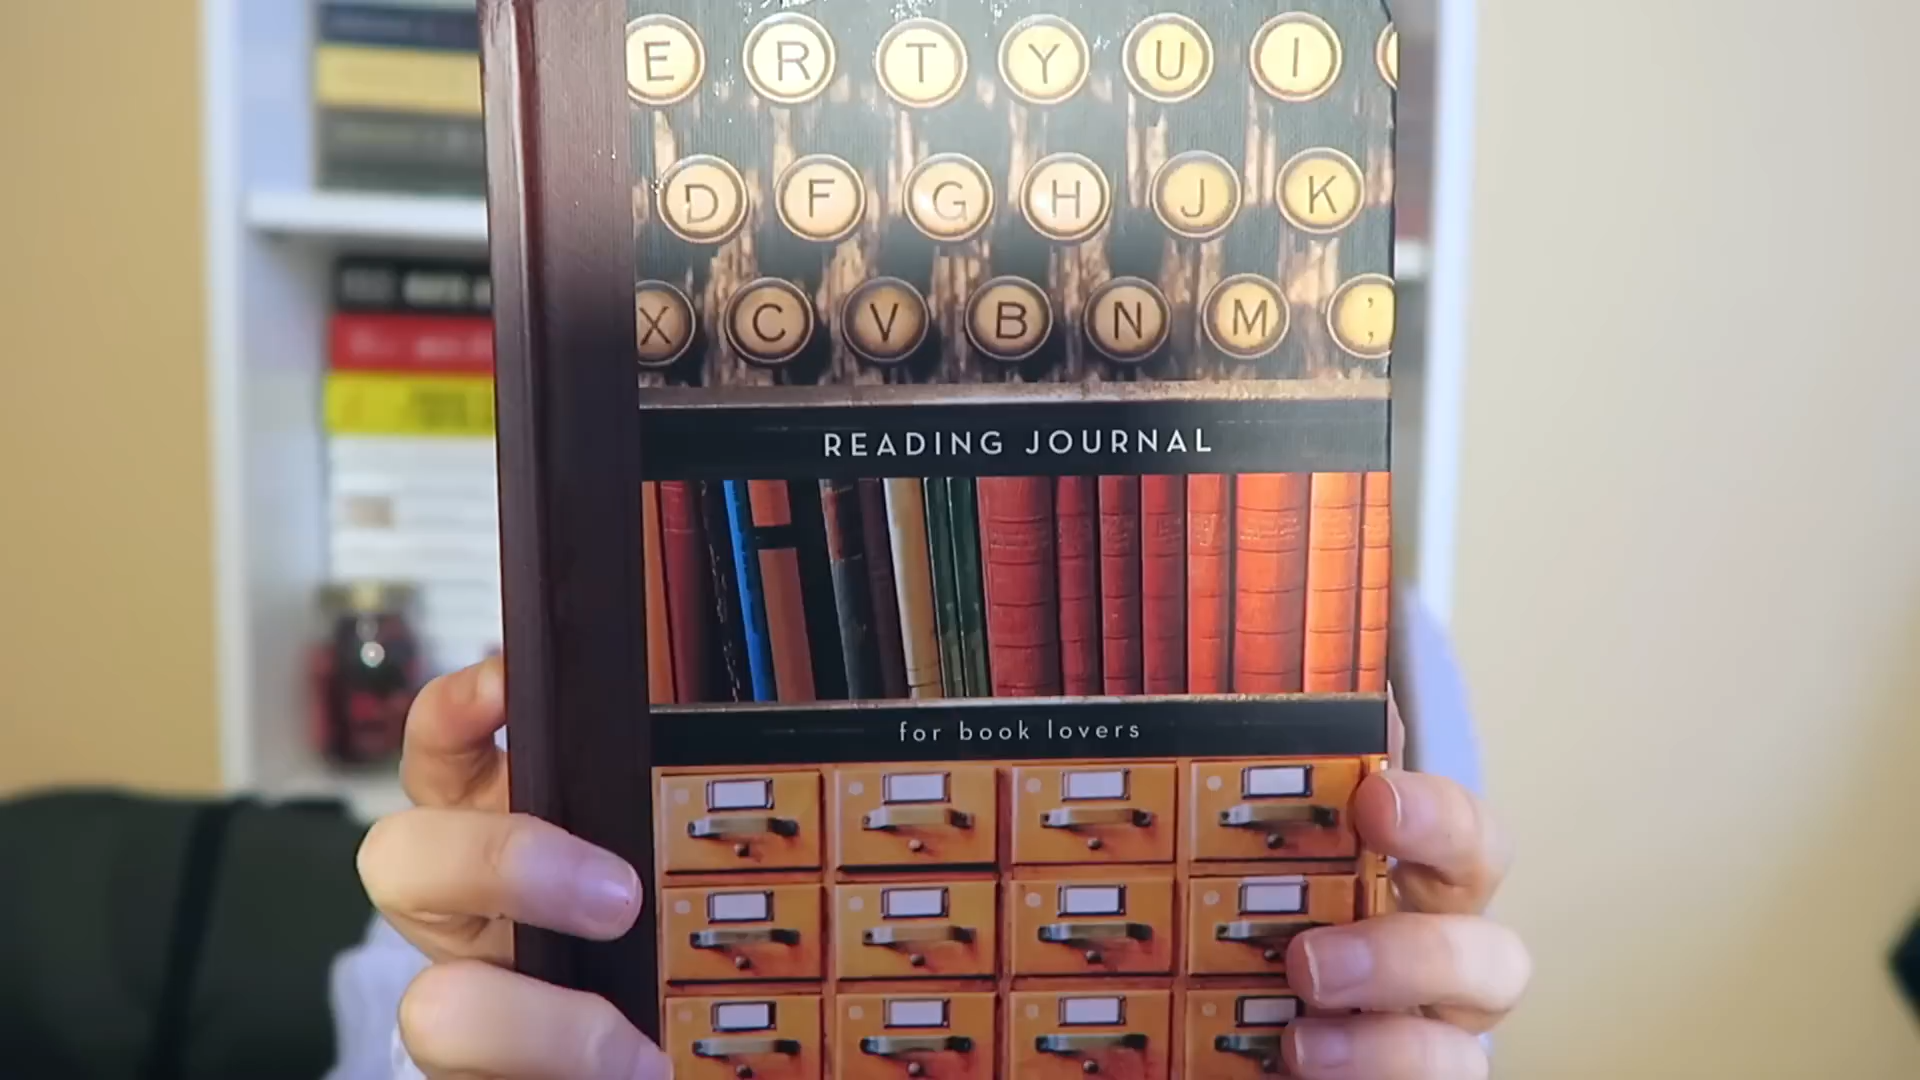 E R T Y U I
D F G H J K
X C V B N M ;
READING JOURNAL
for book lovers